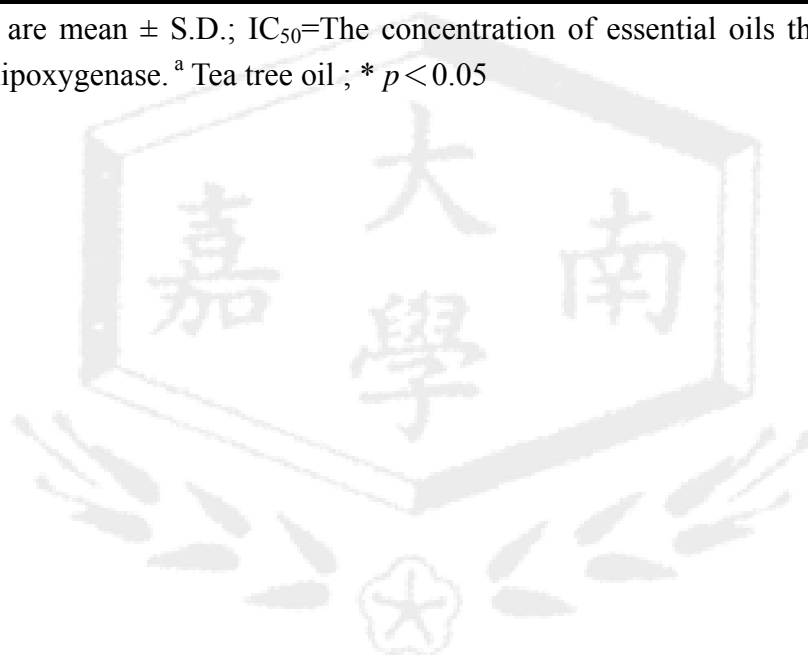 are mean ± S.D.; IC50=The concentration of essential oils th
ipoxygenase. a Tea tree oil ; * p＜0.05
大
嘉 南
學